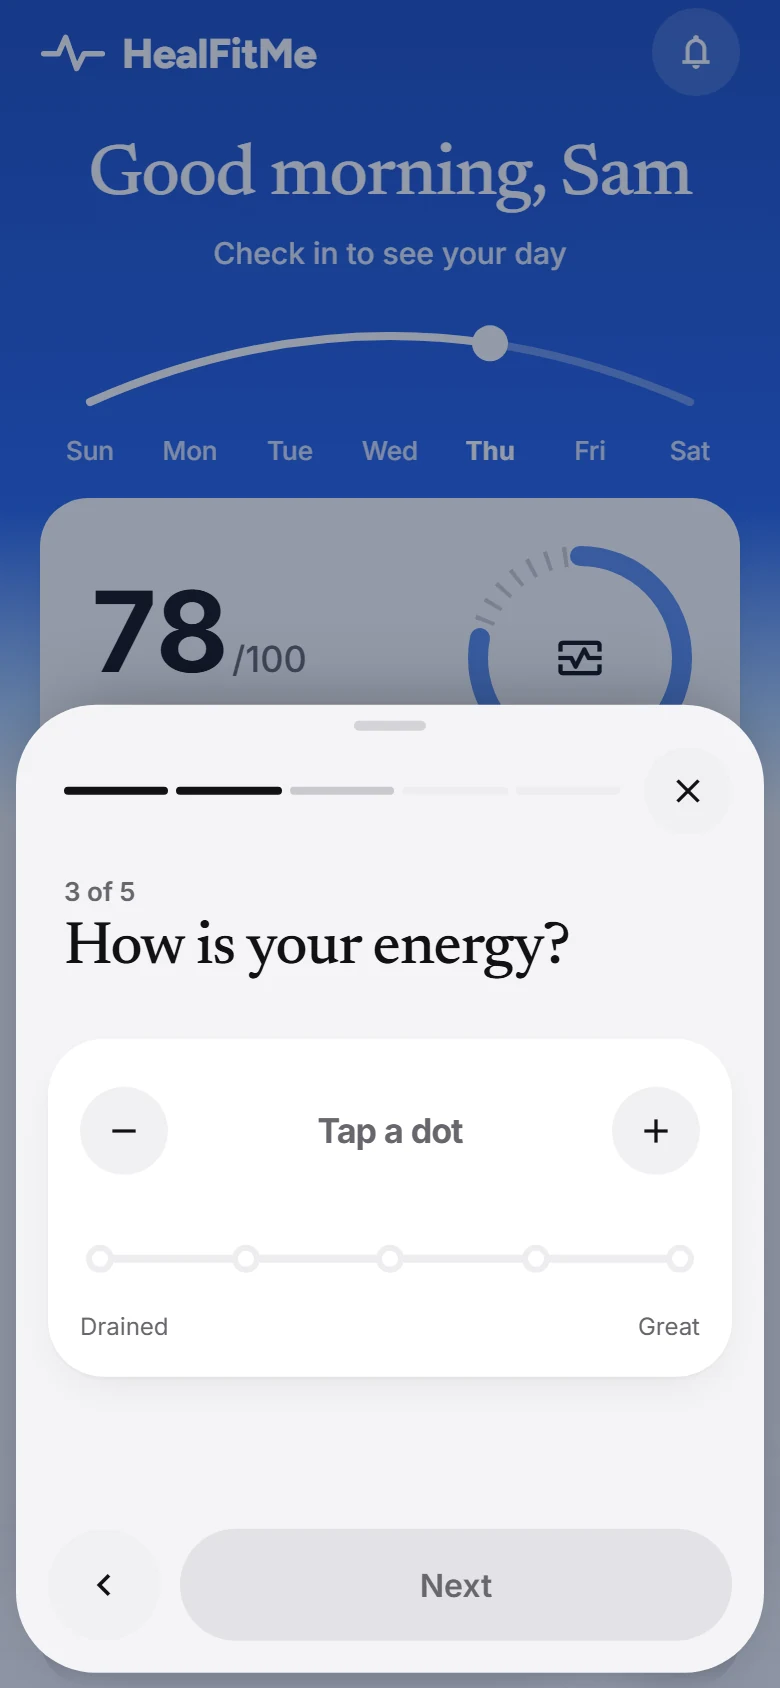 HealFitMe
Good morning, Sam
Check in to see your day
Sun Mon Tue Wed Thu Fri Sat
78/100
3 of 5
How is your energy?
Tap a dot
Drained Great
Next